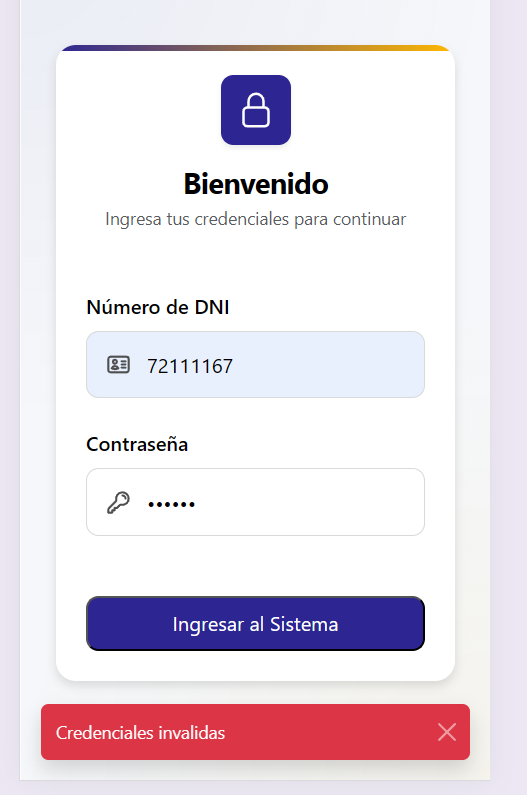 Bienvenido
Ingresa tus credenciales para continuar
Número de DNI
72111167
Contraseña
••••••
Ingresar al Sistema
Credenciales invalidas